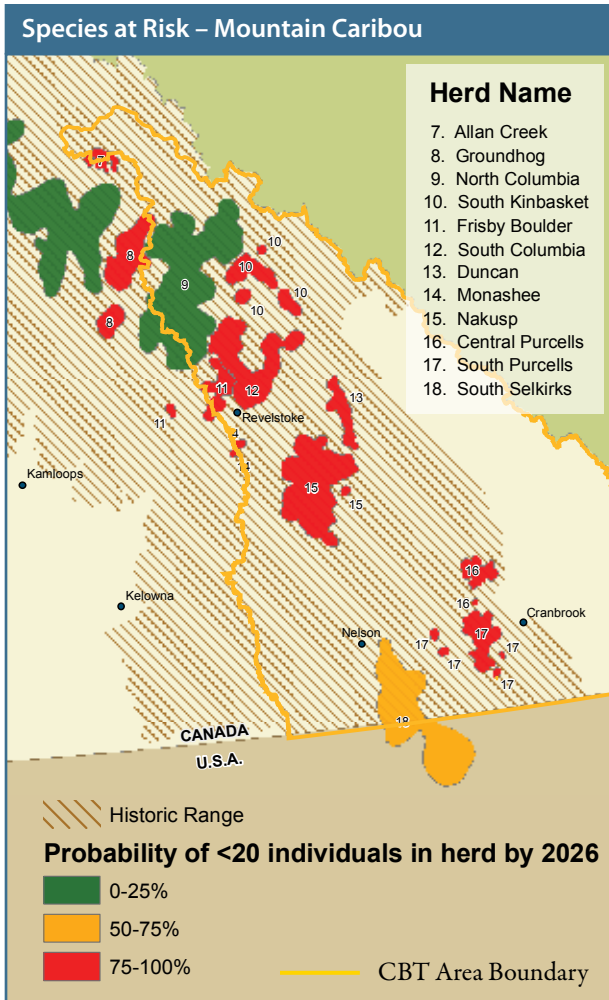 Species at Risk – Mountain Caribou
Herd Name
7. Allan Creek
8. Groundhog
9. North Columbia
10. South Kinbasket
11. Frisby Boulder
12. South Columbia
13. Duncan
14. Monashee
15. Nakusp
16. Central Purcells
17. South Purcells
18. South Selkirks
7
8
10
10
9
10
10
8
11
12
13
11
Revelstoke
4
14
Kamloops
15
15
16
Kelowna
16
Cranbrook
Nelson
17
17
17
17
17
18
CANADA
U.S.A.
Historic Range
Probability of <20 individuals in herd by 2026
0-25%
50-75%
75-100%
CBT Area Boundary